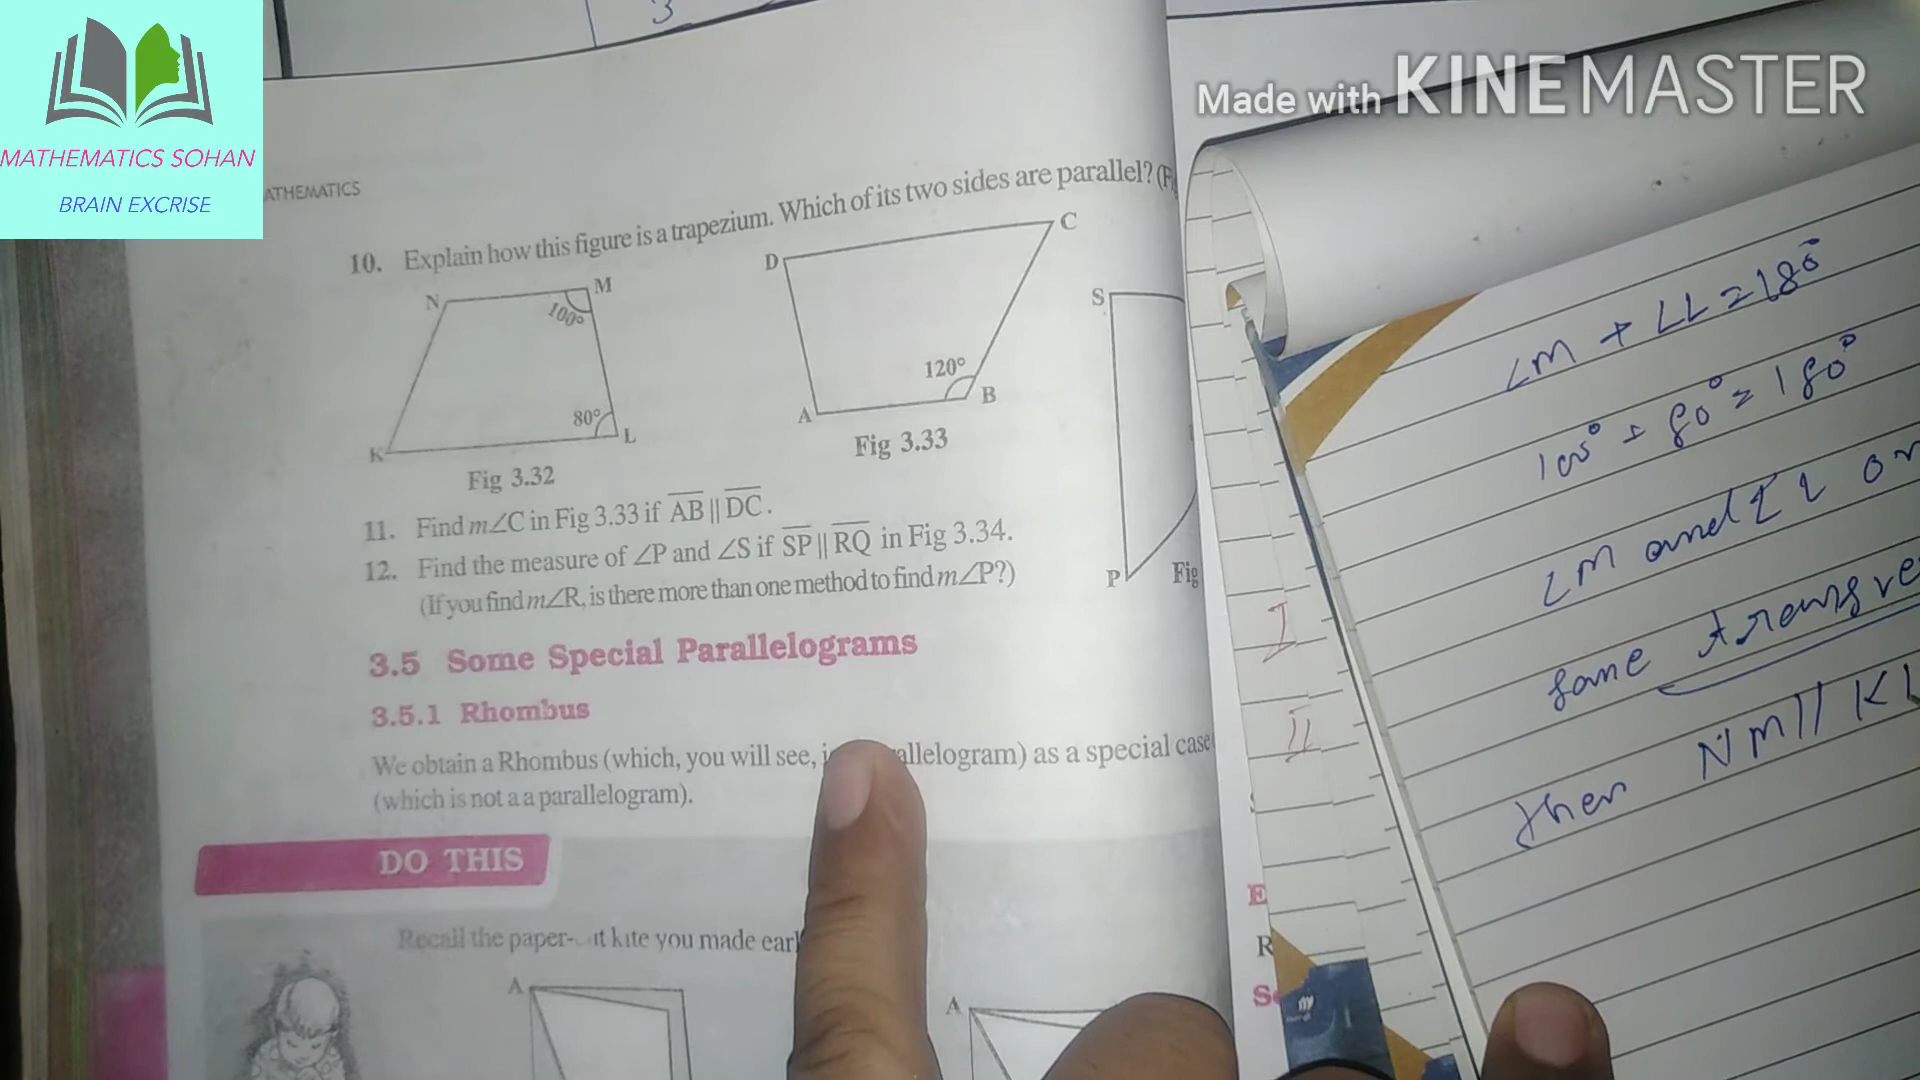 3
Made with KINEMASTER
MATHEMATICS SOHAN
BRAIN EXCRISE
ATHEMATICS
10. Explain how this figure is a trapezium. Which of its two sides are parallel?
N
M
100°
80°
K
L
Fig 3.32
D
C
120°
A
B
Fig 3.33
S
P
Fig
11. Find m∠C in Fig 3.33 if AB || DC.
12. Find the measure of ∠P and ∠S if SP || RQ in Fig 3.34.
(If you find m∠R, is there more than one method to find m∠P?)
3.5 Some Special Parallelograms
3.5.1 Rhombus
We obtain a Rhombus (which, you will see, allelogram) as a special case
(which is not a a parallelogram).
DO THIS
Recall the paper- kite you made
A
A
∠M + ∠L = 180°
100° + 80° = 180°
∠M and ∠L
Same
then NM // KL
I
II
E
R